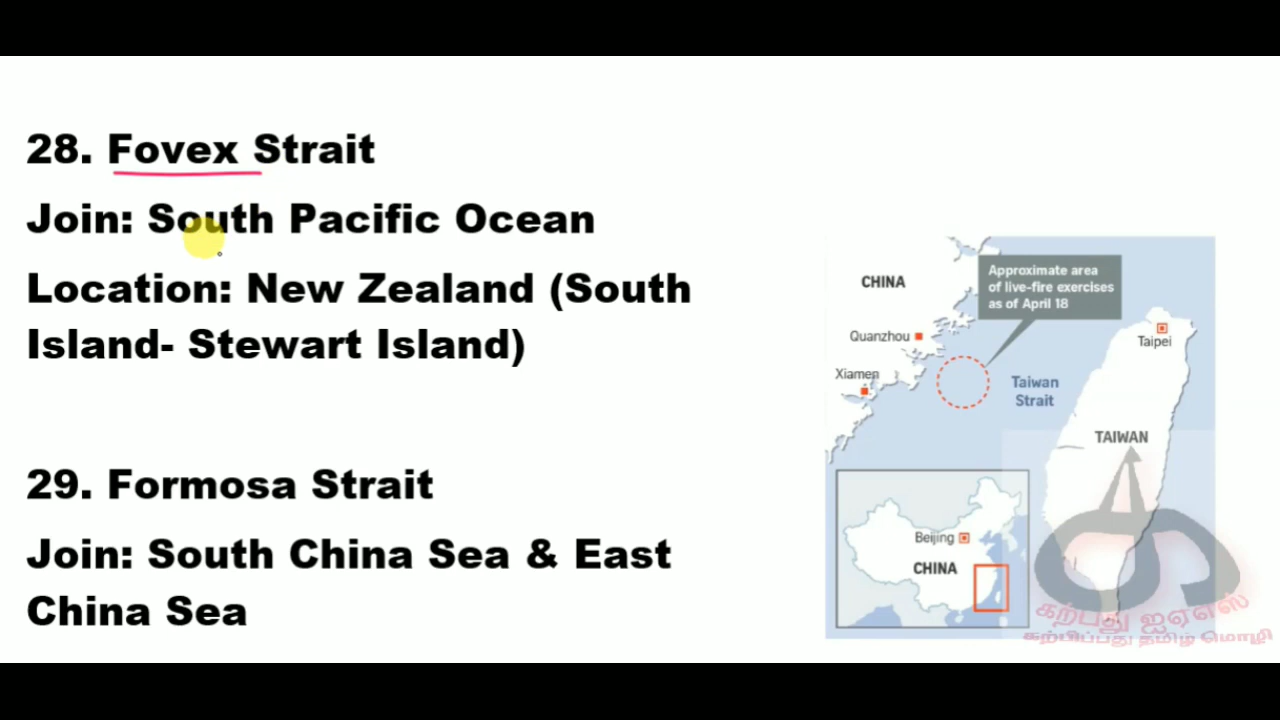 28. Fovex Strait
Join: South Pacific Ocean
Location: New Zealand (South
Island- Stewart Island)
29. Formosa Strait
Join: South China Sea & East
China Sea
Approximate area
of live-fire exercises
as of April 18
CHINA
Quanzhou
Taipei
Xiamen
Taiwan
Strait
TAIWAN
Beijing
CHINA
கற்பது ஐஏஎஸ்
கற்பிப்பது தமிழ் மொழி